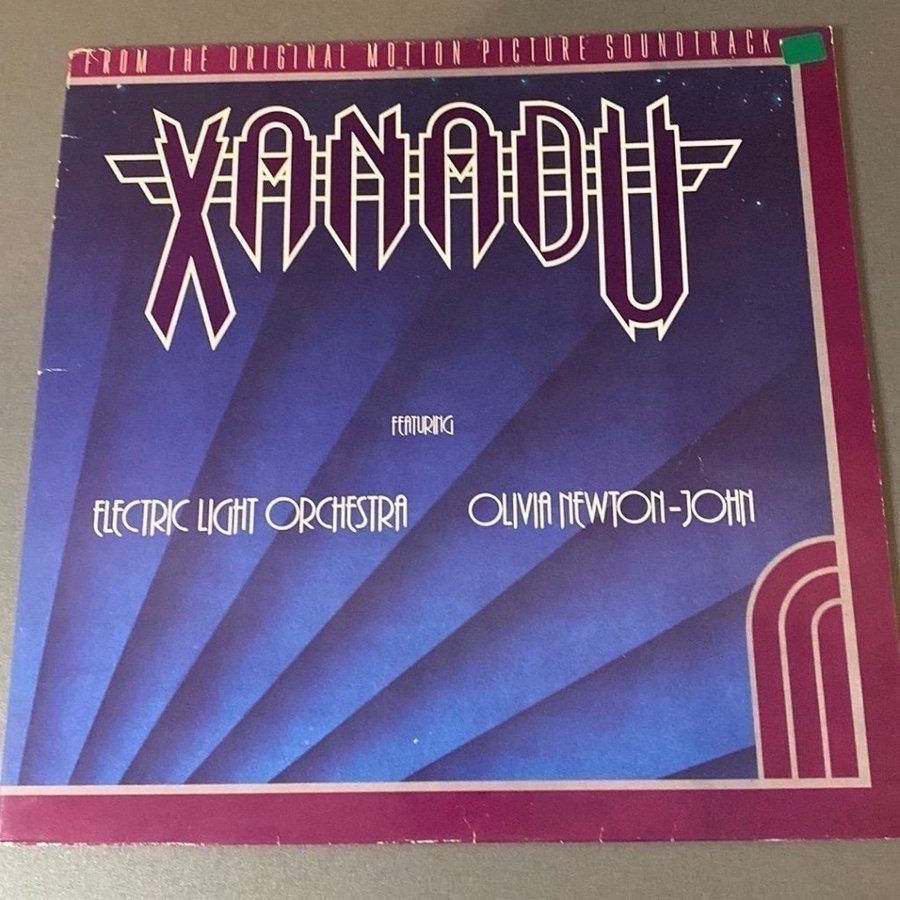 FROM THE ORIGINAL MOTION PICTURE SOUNDTRACK
XANADU
FEATURING
ELECTRIC LIGHT ORCHESTRA OLIVIA NEWTON-JOHN